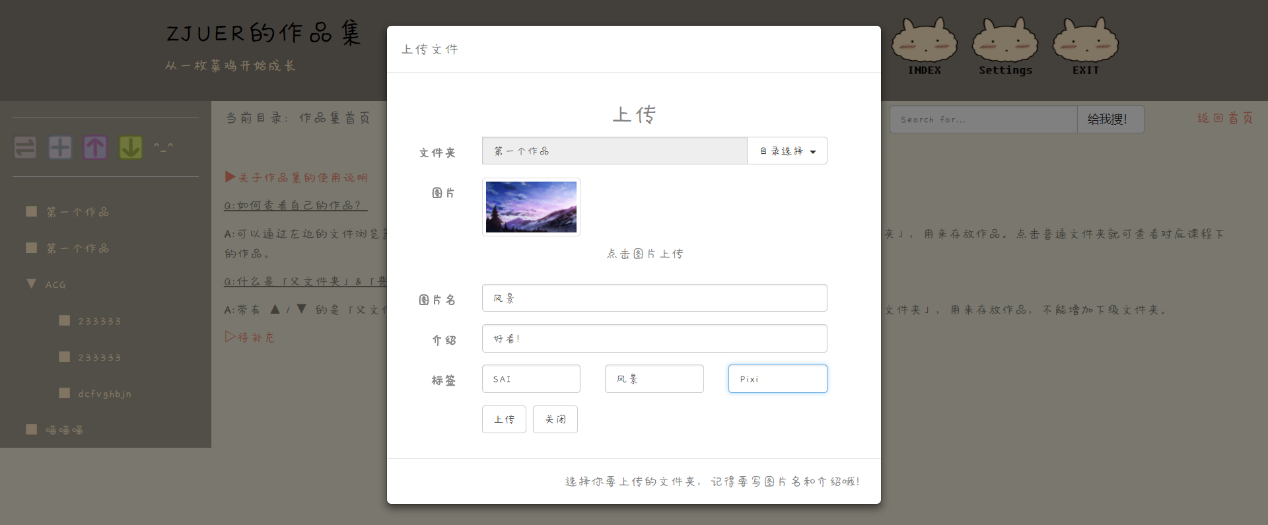 ZJUER的作品集
从一枚摹鸡开始成长
INDEX
Settings
EXIT
^_^
第一个作品
第一个作品
▼ ACG
233333
233333
dcfvghbjn
喵喵喵
当前目录：作品集首页
Search for...
给我搜!
返回首页
▶关于作品集的使用说明
Q:如何查看自己的作品?
A:可以通过左边的文件浏览
夹」，用来存放作品。点击普通文件夹就可查看对应课程下
的作品。
Q:什么是「父文件夹」&「
A:带有 ▲ / ▼ 的是「父文
文件夹」，用来存放作品，不能增加下级文件夹。
▷待补充
上传文件
上传
文件夹
第一个作品
目录选择
图片
点击图片上传
图片名
风景
介绍
好看!
标签
SAI
风景
Pixi
上传
关闭
选择你要上传的文件夹，记得要写图片名和介绍哦!